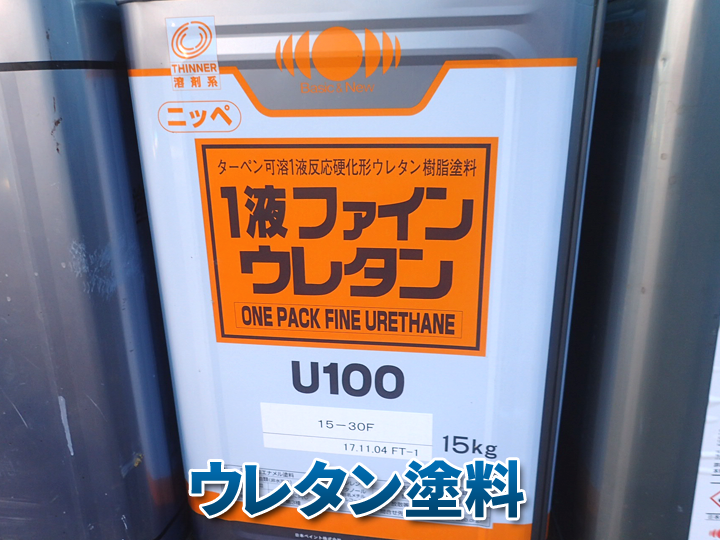 THINNER
溶剤系
ニッペ
ターペン可溶1液反応硬化形ウレタン樹脂塗料
1液ファイン
ウレタン
ONE PACK FINE URETHANE
U100
15-30F
17.11.04 FT-1
15kg
ウレタン塗料